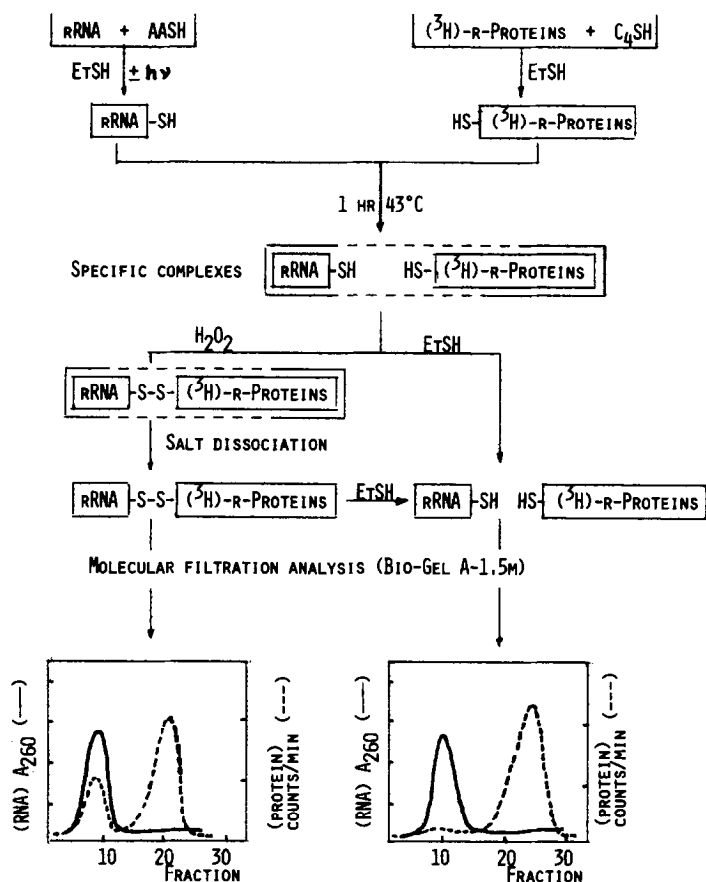 rRNA + AASH
(³H)-R-PROTEINS + C₄SH
ETSH ± hν
ETSH
rRNA -SH
HS- (³H)-R-PROTEINS
1 HR 43°C
SPECIFIC COMPLEXES
rRNA -SH HS- (³H)-R-PROTEINS
H₂O₂
ETSH
rRNA -S-S- (³H)-R-PROTEINS
SALT DISSOCIATION
rRNA -S-S- (³H)-R-PROTEINS
ETSH
rRNA -SH HS- (³H)-R-PROTEINS
MOLECULAR FILTRATION ANALYSIS (BIO-GEL A-1.5M)
(RNA) A₂₆₀ (—)
(PROTEIN) COUNTS/MIN (---)
10 20 30
FRACTION
(RNA) A₂₆₀ (—)
(PROTEIN) COUNTS/MIN (---)
10 20 30
FRACTION